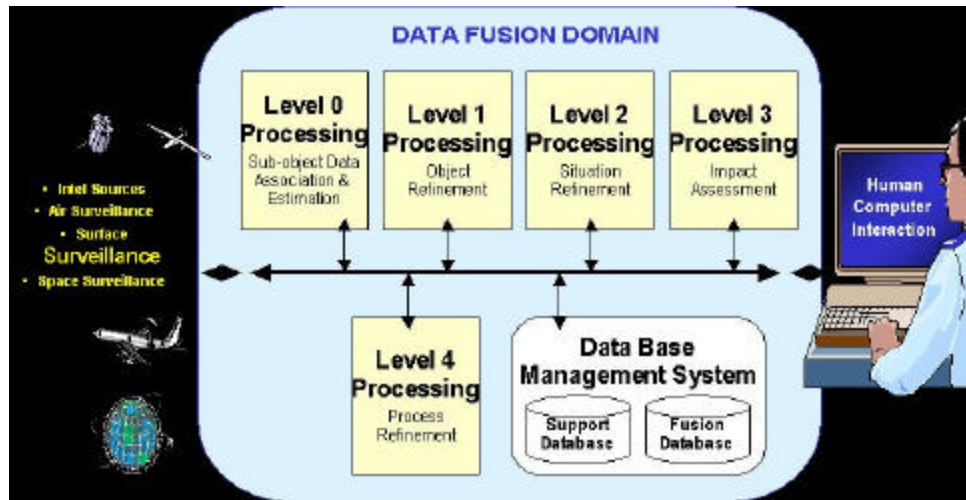 DATA FUSION DOMAIN
Level 0
Processing
Sub-object Data
Association &
Estimation
Level 1
Processing
Object
Refinement
Level 2
Processing
Situation
Refinement
Level 3
Processing
Impact
Assessment
• Intel Sources
• Air Surveillance
• Surface
Surveillance
• Space Surveillance
Human
Computer
Interaction
Level 4
Processing
Process
Refinement
Data Base
Management System
Support
Database
Fusion
Database